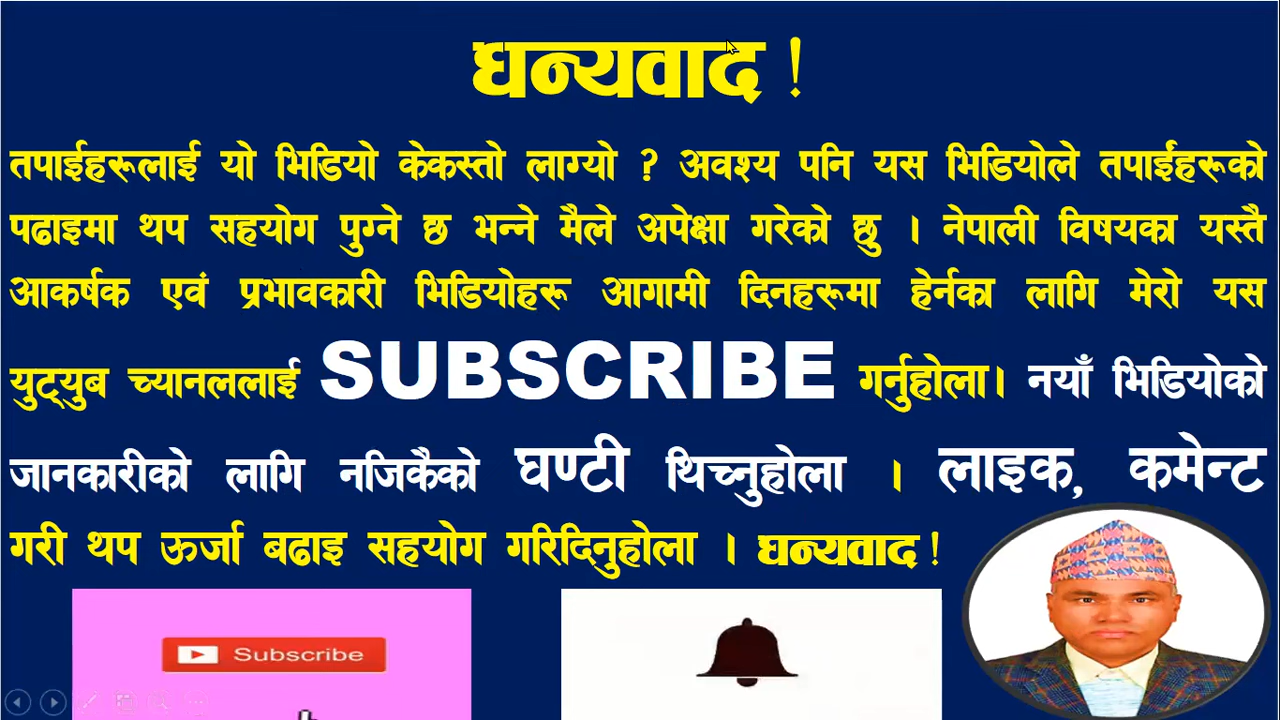 धन्यवाद !
तपाईहरूलाई यो भिडियो केकस्तो लाग्यो ? अवश्य पनि यस भिडियोले तपाईंहरूको
पढाइमा थप सहयोग पुग्ने छ भन्ने मैले अपेक्षा गरेको छु । नेपाली विषयका यस्तै
आकर्षक एवं प्रभावकारी भिडियोहरू आगामी दिनहरूमा हेर्नका लागि मेरो यस
युट्युब च्यानललाई SUBSCRIBE गर्नुहोला। नयाँ भिडियोको
जानकारीको लागि नजिकैको घण्टी थिच्नुहोला । लाइक, कमेन्ट
गरी थप ऊर्जा बढाइ सहयोग गरिदिनुहोला । धन्यवाद !
Subscribe